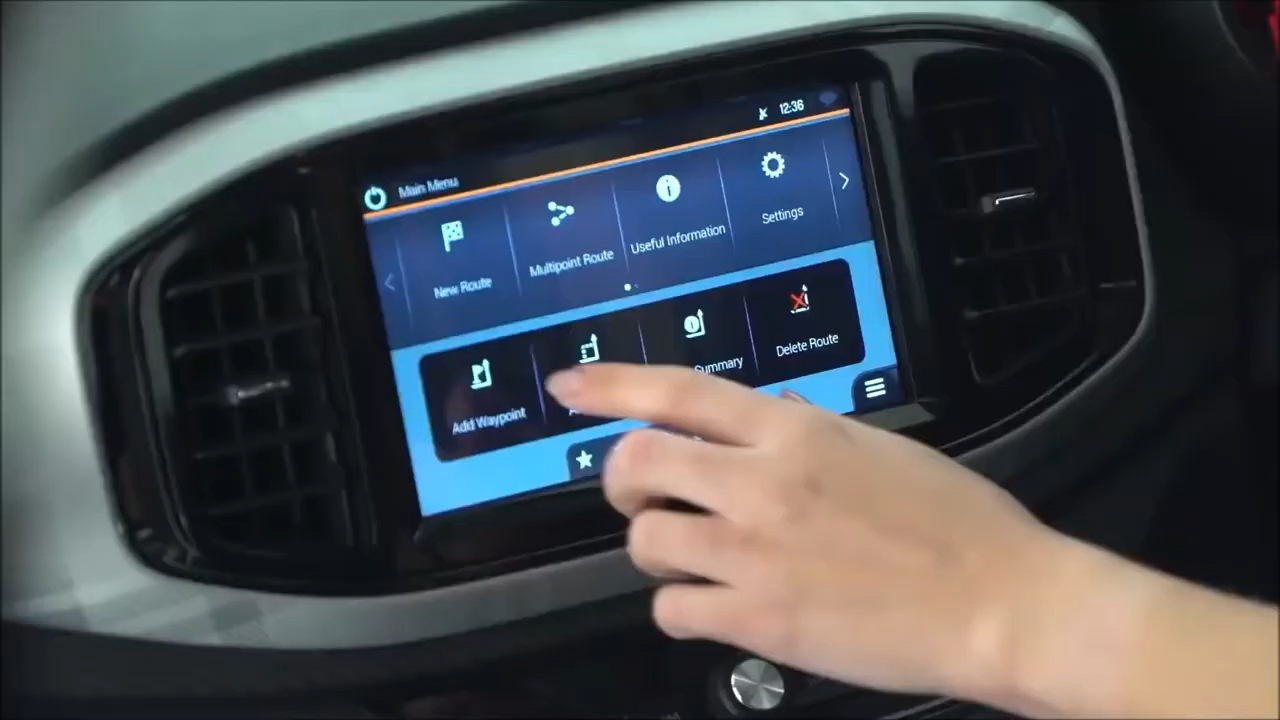 12:36
Main Menu
New Route
Multipoint Route
Useful Information
Settings
Add Waypoint
Summary
Delete Route